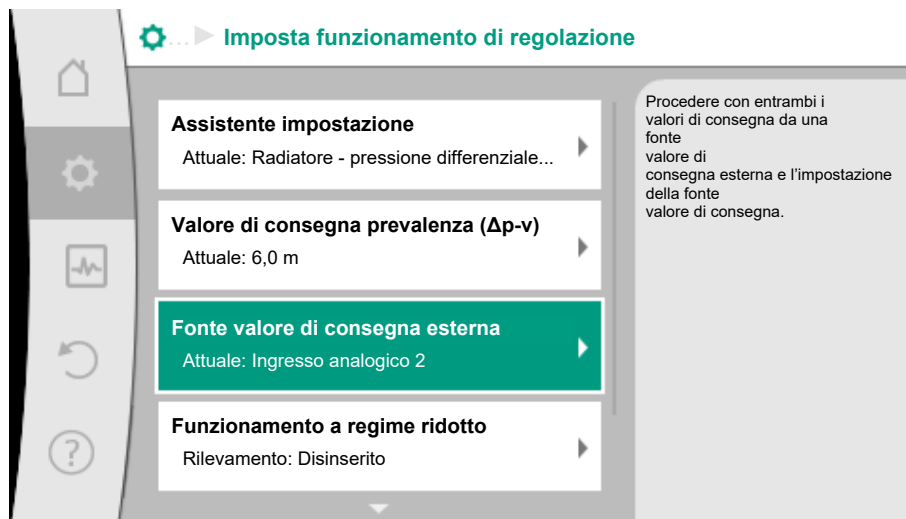 ... Imposta funzionamento di regolazione
Assistente impostazione
Attuale: Radiatore - pressione differenziale...
Valore di consegna prevalenza (Δp-v)
Attuale: 6,0 m
Fonte valore di consegna esterna
Attuale: Ingresso analogico 2
Funzionamento a regime ridotto
Rilevamento: Disinserito
Procedere con entrambi i
valori di consegna da una
fonte
valore di
consegna esterna e l'impostazione
della fonte
valore di consegna.
?